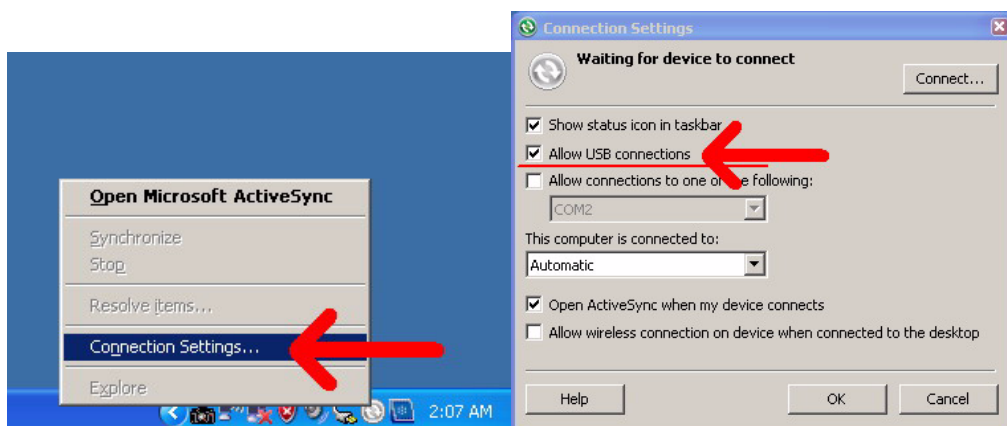 Open Microsoft ActiveSync
Synchronize
Stop
Resolve items...
Connection Settings...
Explore
2:07 AM
Connection Settings
Waiting for device to connect
Connect...
Show status icon in taskbar
Allow USB connections
Allow connections to one of the following:
COM2
This computer is connected to:
Automatic
Open ActiveSync when my device connects
Allow wireless connection on device when connected to the desktop
Help
OK
Cancel